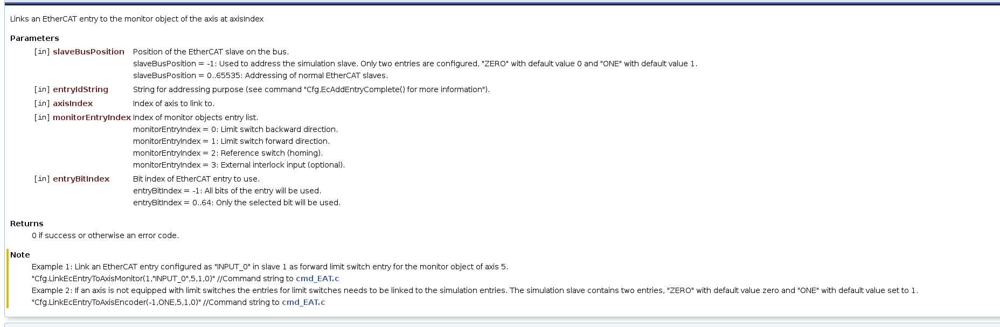 Links an EtherCAT entry to the monitor object of the axis at axisIndex
Parameters
[in] slaveBusPosition Position of the EtherCAT slave on the bus.
slaveBusPosition = -1: Used to address the simulation slave. Only two entries are configured, "ZERO" with default value 0 and "ONE" with default value 1.
slaveBusPosition = 0..65535: Addressing of normal EtherCAT slaves.
[in] entryIdString String for addressing purpose (see command "Cfg.EcAddEntryComplete() for more information").
[in] axisIndex Index of axis to link to.
[in] monitorEntryIndex Index of monitor objects entry list.
monitorEntryIndex = 0: Limit switch backward direction.
monitorEntryIndex = 1: Limit switch forward direction.
monitorEntryIndex = 2: Reference switch (homing).
monitorEntryIndex = 3: External interlock input (optional).
[in] entryBitIndex Bit index of EtherCAT entry to use.
entryBitIndex = -1: All bits of the entry will be used.
entryBitIndex = 0..64: Only the selected bit will be used.
Returns
0 if success or otherwise an error code.
Note
Example 1: Link an EtherCAT entry configured as "INPUT_0" in slave 1 as forward limit switch entry for the monitor object of axis 5.
"Cfg.LinkEcEntryToAxisMonitor(1,"INPUT_0",5,1,0)" //Command string to cmd_EAT.c
Example 2: If an axis is not equipped with limit switches the entries for limit switches needs to be linked to the simulation entries. The simulation slave contains two entries, "ZERO" with default value zero and "ONE" with default value set to 1.
"Cfg.LinkEcEntryToAxisEncoder(-1,ONE,5,1,0)" //Command string to cmd_EAT.c